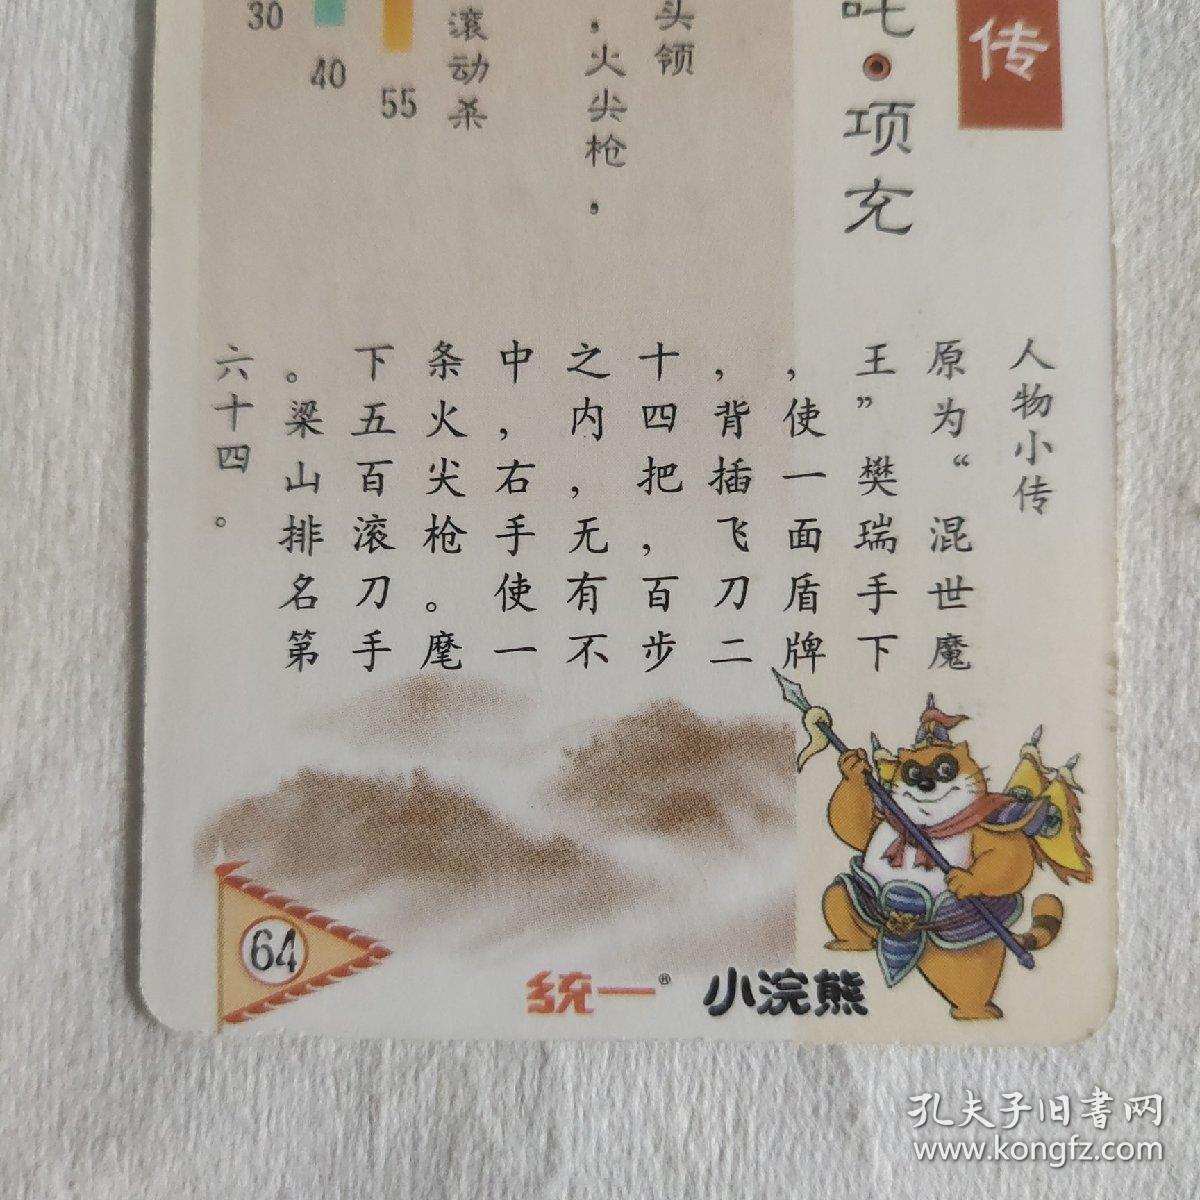 传
吒·项充
人物小传
原为“混世魔
王”樊瑞手下
，使一面盾牌
，背插飞刀二
十四把，百步
之内，无有不
中，右手使一
条火尖枪。麾
下五百滚刀手
。梁山排名第
六十四。
头领
，火尖枪，
滚动杀
55
40
30
64
統一®
小浣熊
孔夫子旧書网
www.kongfz.com